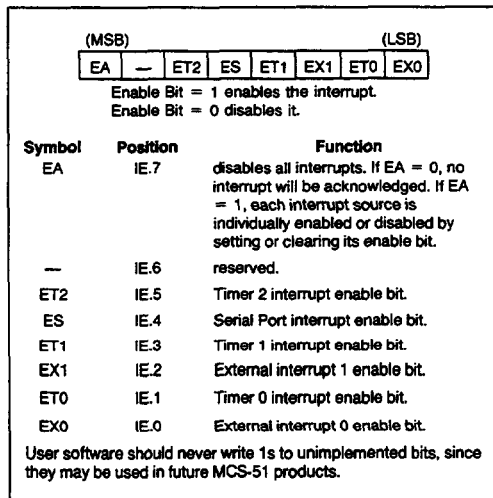 (MSB) (LSB)
EA — ET2 ES ET1 EX1 ET0 EX0
Enable Bit = 1 enables the interrupt.
Enable Bit = 0 disables it.
Symbol Position Function
EA IE.7 disables all interrupts. If EA = 0, no
interrupt will be acknowledged. If EA
= 1, each interrupt source is
individually enabled or disabled by
setting or clearing its enable bit.
— IE.6 reserved.
ET2 IE.5 Timer 2 interrupt enable bit.
ES IE.4 Serial Port interrupt enable bit.
ET1 IE.3 Timer 1 interrupt enable bit.
EX1 IE.2 External interrupt 1 enable bit.
ET0 IE.1 Timer 0 interrupt enable bit.
EX0 IE.0 External interrupt 0 enable bit.
User software should never write 1s to unimplemented bits, since
they may be used in future MCS-51 products.